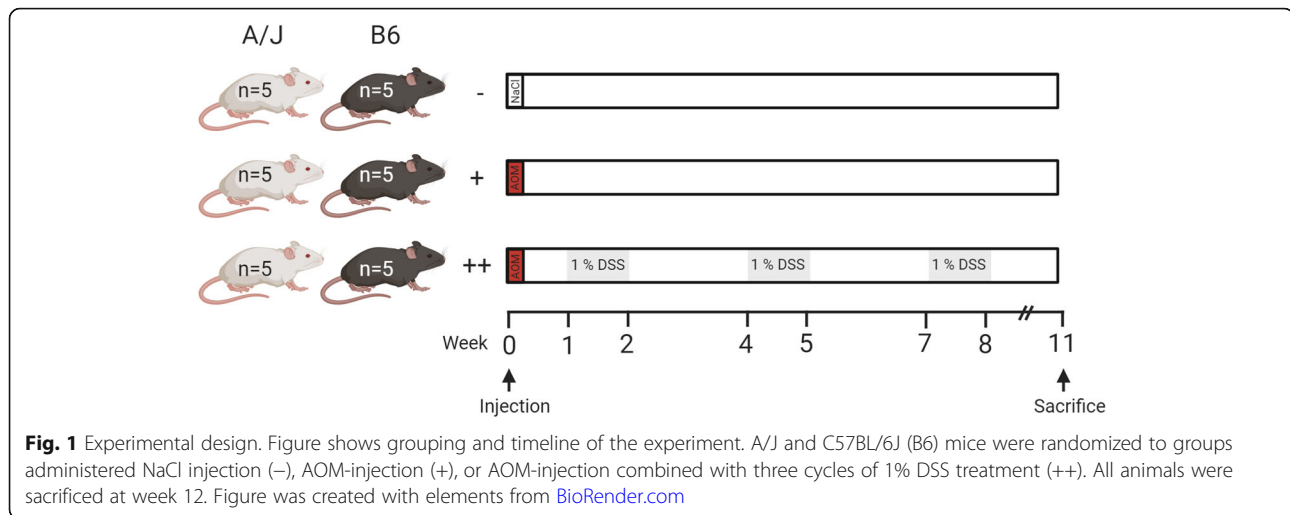 A/J B6
n=5 n=5 - NaCl
n=5 n=5 + AOM
n=5 n=5 ++ AOM 1 % DSS 1 % DSS 1 % DSS
Week 0 1 2 4 5 7 8 11
Injection Sacrifice
Fig. 1 Experimental design. Figure shows grouping and timeline of the experiment. A/J and C57BL/6J (B6) mice were randomized to groups
administered NaCl injection (−), AOM-injection (+), or AOM-injection combined with three cycles of 1% DSS treatment (++). All animals were
sacrificed at week 12. Figure was created with elements from BioRender.com